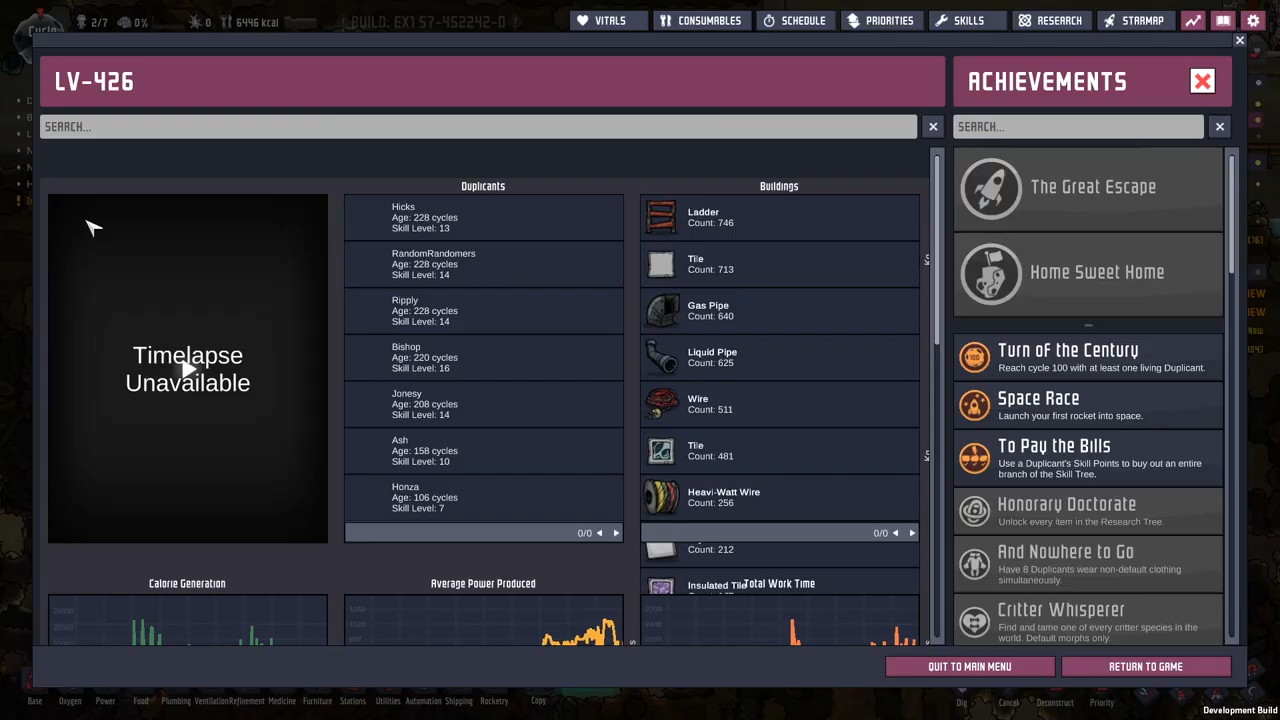 Cycle
2/7
0%
0
6446 kcal
BUILD: EX1 S7-452242-D
VITALS
CONSUMABLES
SCHEDULE
PRIORITIES
SKILLS
RESEARCH
STARMAP
LV-426
ACHIEVEMENTS
SEARCH...
SEARCH...
Duplicants
Buildings
Timelapse
Unavailable
Hicks
Age: 228 cycles
Skill Level: 13
RandomRandomers
Age: 228 cycles
Skill Level: 14
Ripply
Age: 228 cycles
Skill Level: 14
Bishop
Age: 220 cycles
Skill Level: 16
Jonesy
Age: 208 cycles
Skill Level: 14
Ash
Age: 158 cycles
Skill Level: 10
Honza
Age: 106 cycles
Skill Level: 7
0/0
Ladder
Count: 746
Tile
Count: 713
Gas Pipe
Count: 640
Liquid Pipe
Count: 625
Wire
Count: 511
Tile
Count: 481
Heavi-Watt Wire
Count: 256
0/0
Count: 212
Insulated Tile
The Great Escape
Home Sweet Home
Turn of the Century
Reach cycle 100 with at least one living Duplicant.
Space Race
Launch your first rocket into space.
To Pay the Bills
Use a Duplicant's Skill Points to buy out an entire
branch of the Skill Tree.
Honorary Doctorate
Unlock every item in the Research Tree.
And Nowhere to Go
Have 8 Duplicants wear non-default clothing
simultaneously.
Critter Whisperer
Find and tame one of every critter species in the
world. Default morphs only.
Calorie Generation
Average Power Produced
Total Work Time
QUIT TO MAIN MENU
RETURN TO GAME
Base
Oxygen
Power
Food
Plumbing
Ventilation
Refinement
Medicine
Furniture
Stations
Utilities
Automation
Shipping
Rocketry
Copy
Dig
Cancel
Deconstruct
Priority
Development Build